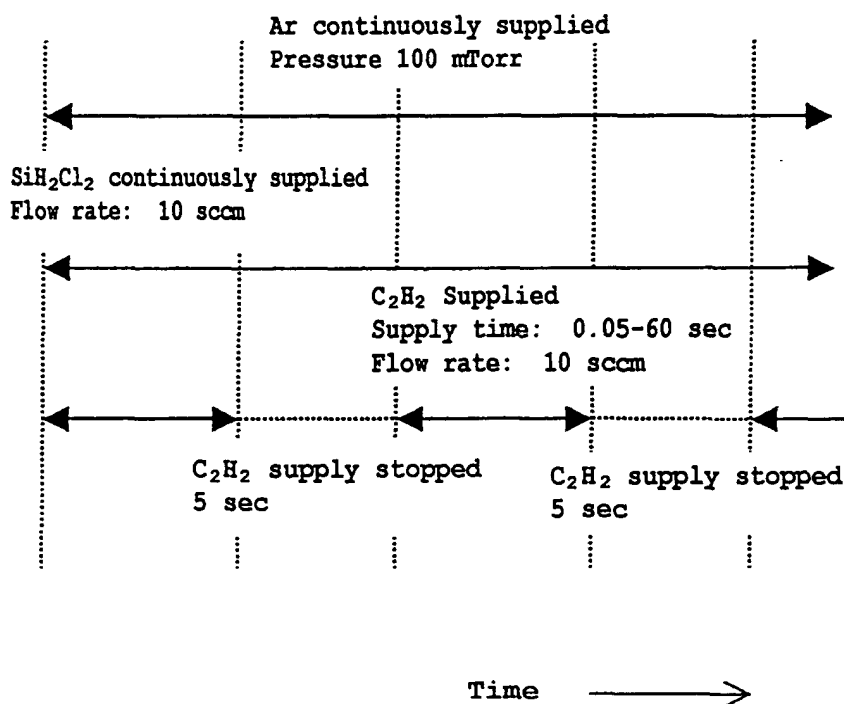 Ar continuously supplied
Pressure 100 mTorr
SiH₂Cl₂ continuously supplied
Flow rate: 10 sccm
C₂H₂ Supplied
Supply time: 0.05-60 sec
Flow rate: 10 sccm
C₂H₂ supply stopped
5 sec
C₂H₂ supply stopped
5 sec
Time